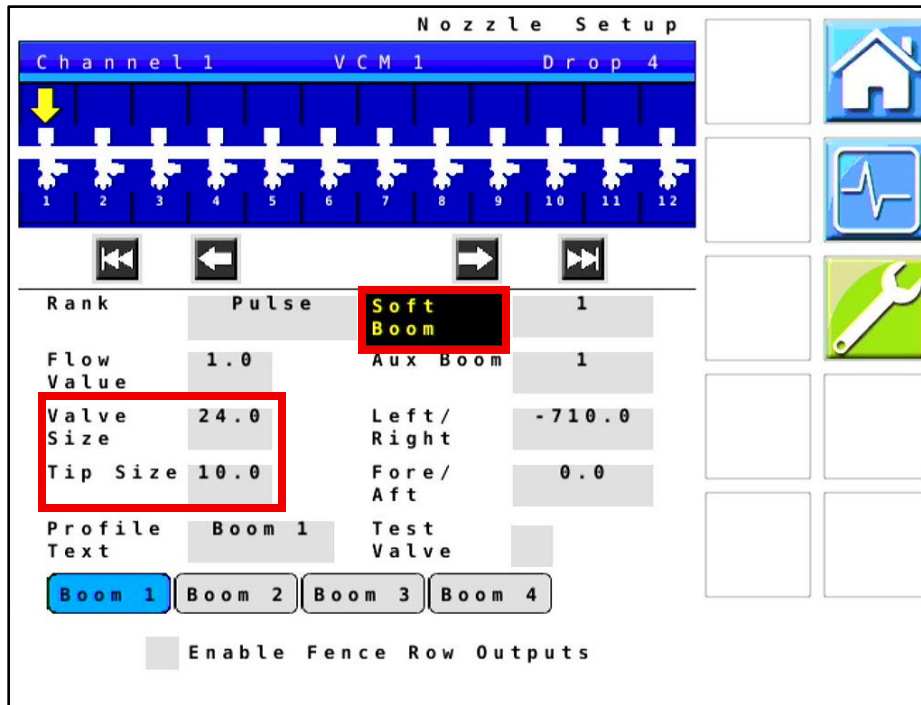 Nozzle Setup
Channel 1 VCM 1 Drop 4
1 2 3 4 5 6 7 8 9 10 11 12
Rank Pulse Soft Boom 1
Flow Value 1.0 Aux Boom 1
Valve Size 24.0 Left/Right -710.0
Tip Size 10.0 Fore/Aft 0.0
Profile Text Boom 1 Test Valve
Boom 1 Boom 2 Boom 3 Boom 4
Enable Fence Row Outputs